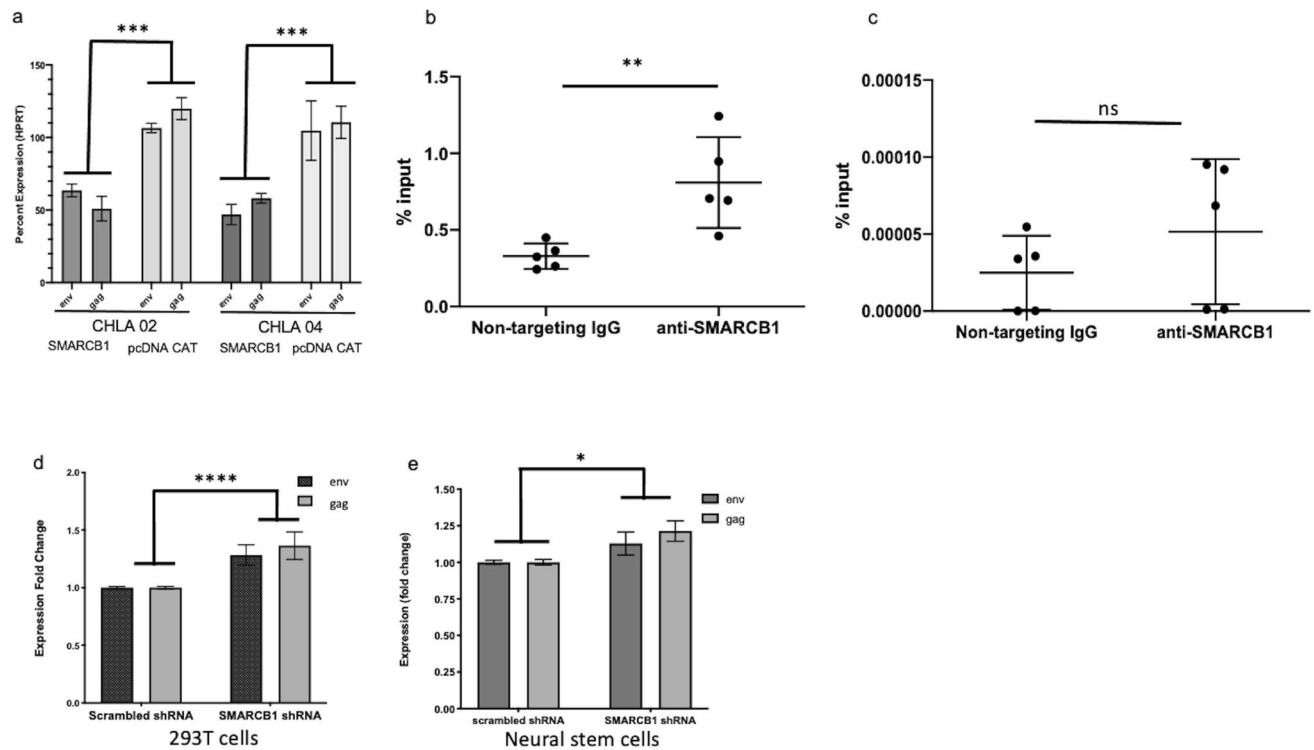 a
***
***
Percent Expression (HPRT)
150
100
50
0
env
gag
env
gag
env
gag
env
gag
CHLA 02
CHLA 04
SMARCB1
pcDNA CAT
SMARCB1
pcDNA CAT
b
**
% input
1.5
1.0
0.5
0.0
Non-targeting IgG
anti-SMARCB1
c
ns
% input
0.00015
0.00010
0.00005
0.00000
Non-targeting IgG
anti-SMARCB1
d
****
env
gag
Expression Fold Change
2.0
1.5
1.0
0.5
0.0
Scrambled shRNA
SMARCB1 shRNA
293T cells
e
*
env
gag
Expression (fold change)
1.50
1.25
1.00
0.75
0.50
0.25
0.00
scrambled shRNA
SMARCB1 shRNA
Neural stem cells